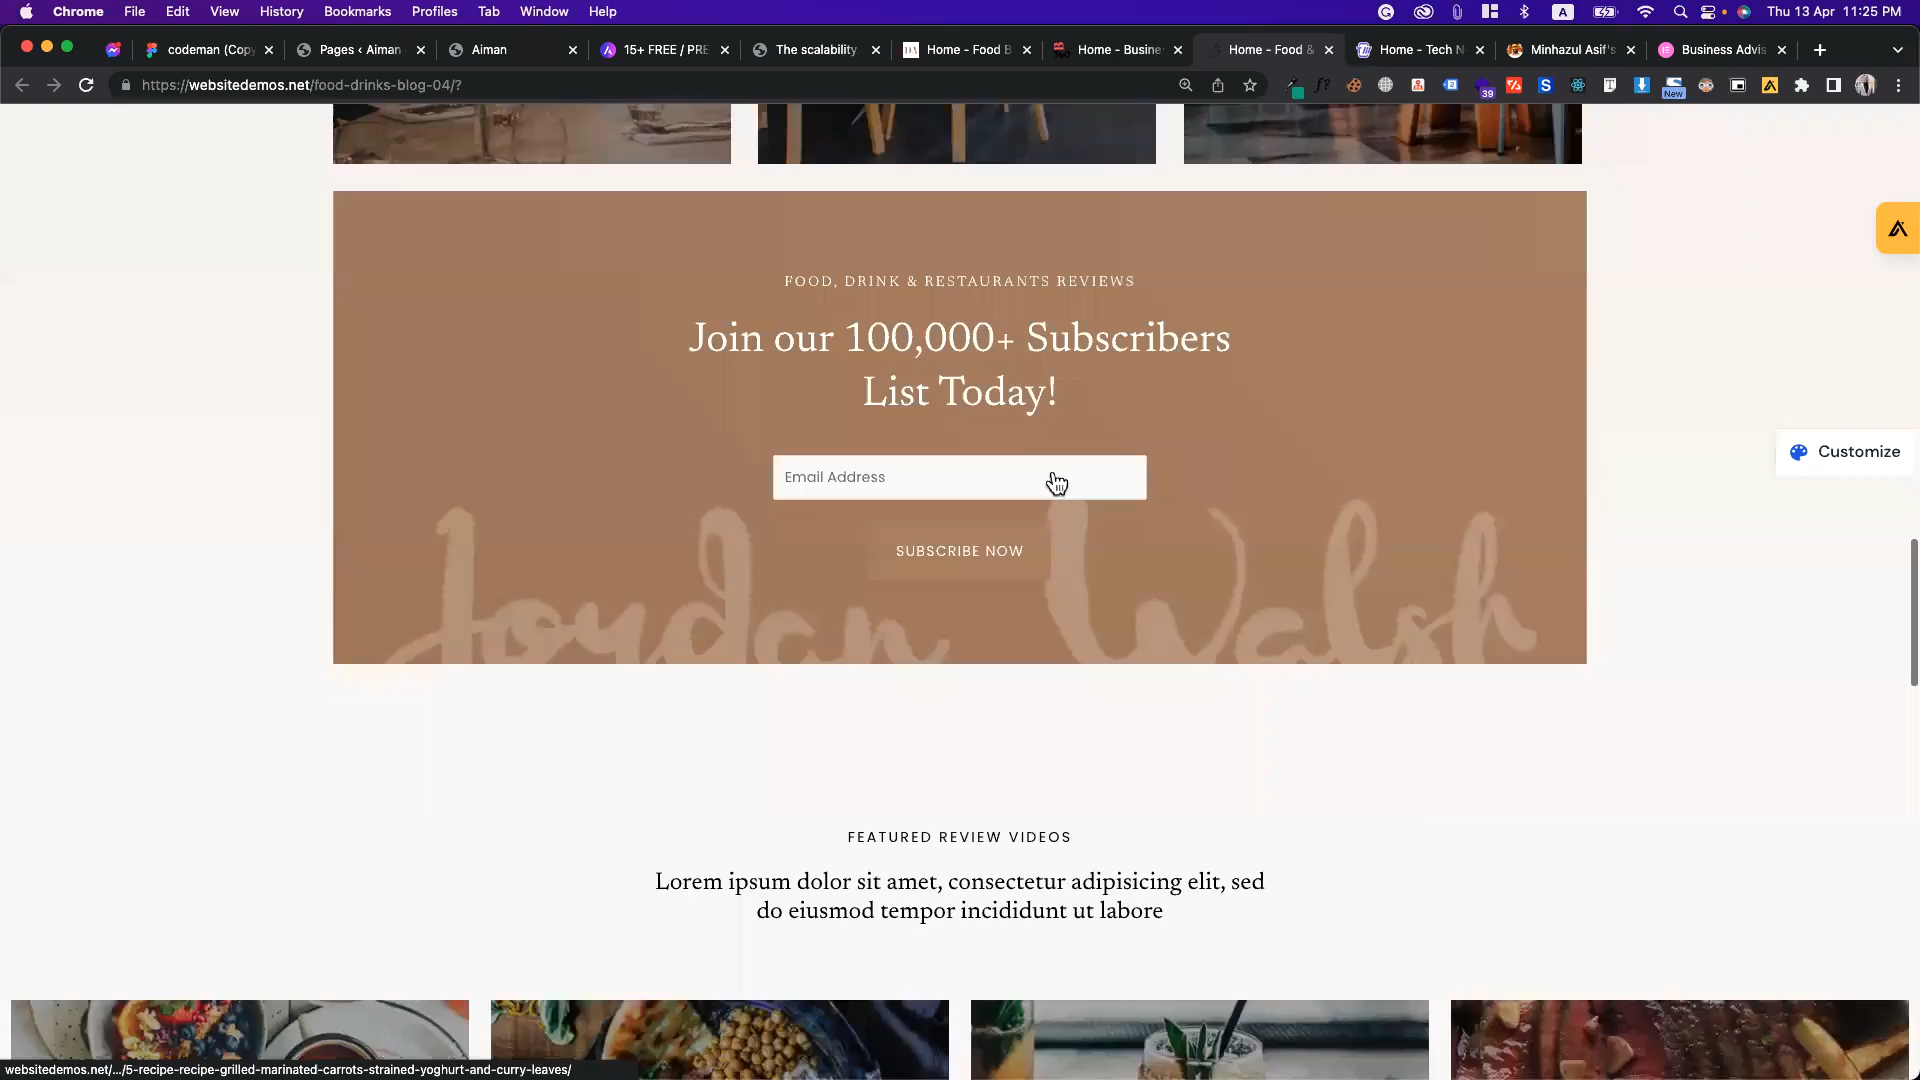 Chrome File Edit View History Bookmarks Profiles Tab Window Help
A
Thu 13 Apr 11:25 PM
codeman (Copy
Pages ‹ Aiman
Aiman
15+ FREE / PRE
The scalability
Home - Food B
Home - Busine
Home - Food &
Home - Tech N
Minhazul Asif's
Business Advis
https://websitedemos.net/food-drinks-blog-04/?
39
New
FOOD, DRINK & RESTAURANTS REVIEWS
Join our 100,000+ Subscribers
List Today!
Email Address
SUBSCRIBE NOW
Jordan Walsh
Customize
FEATURED REVIEW VIDEOS
Lorem ipsum dolor sit amet, consectetur adipisicing elit, sed
do eiusmod tempor incididunt ut labore
websitedemos.net/.../5-recipe-recipe-grilled-marinated-carrots-strained-yoghurt-and-curry-leaves/